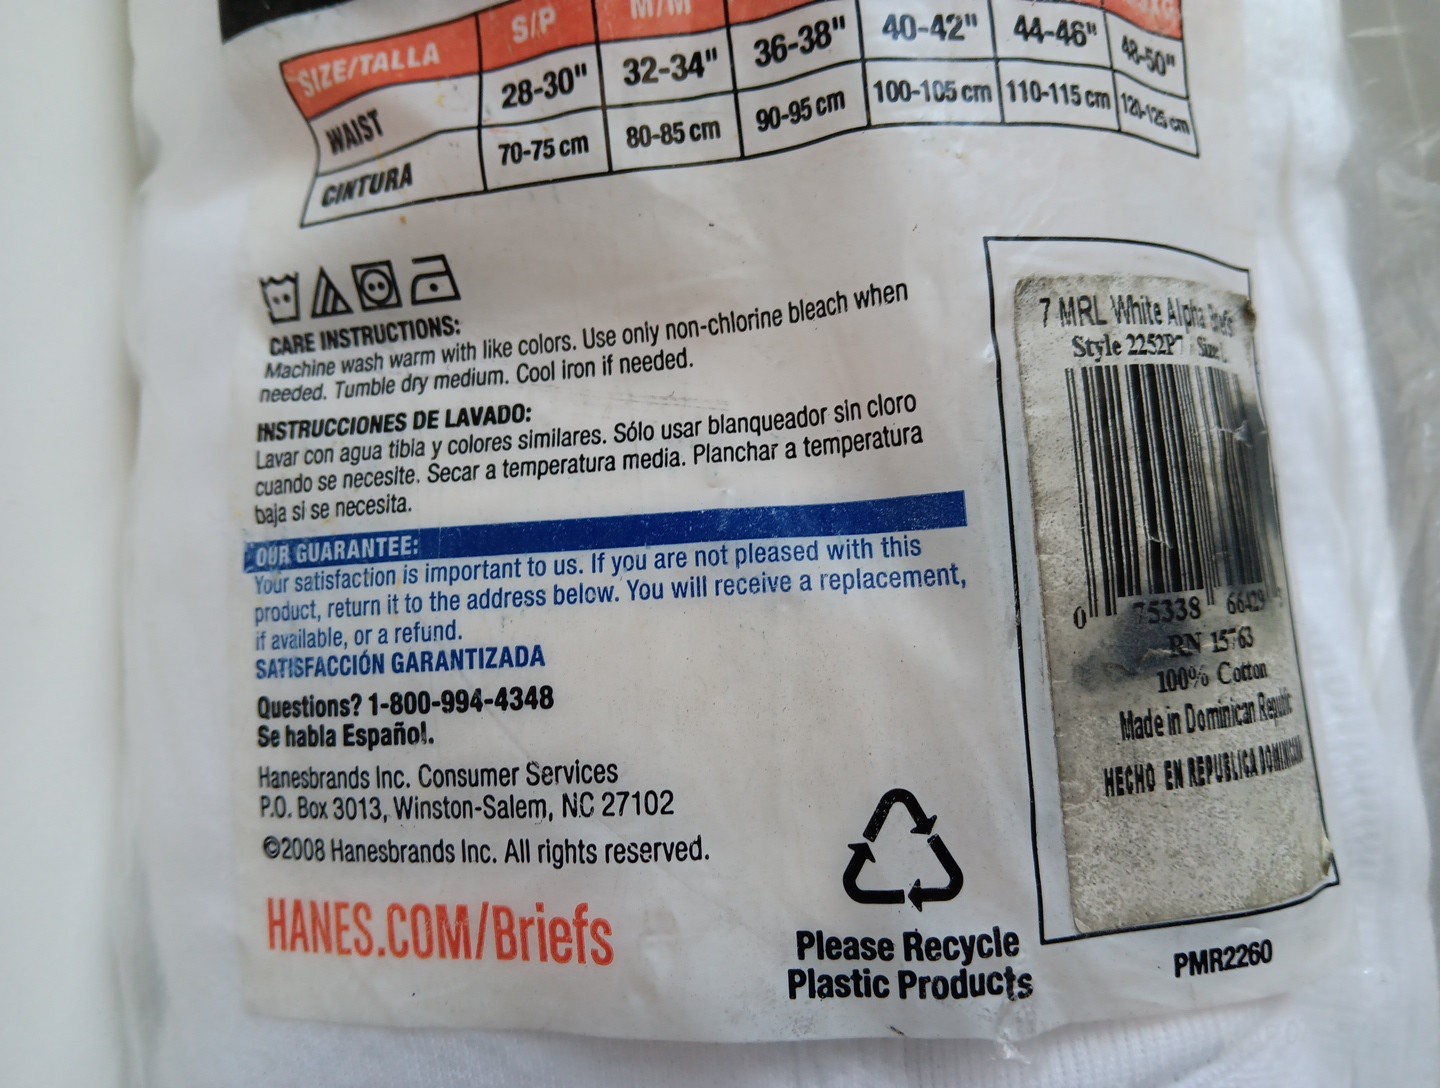 SIZE/TALLA S/P M/M
WAIST 28-30" 32-34" 36-38" 40-42" 44-46" 48-50"
CINTURA 70-75 cm 80-85 cm 90-95 cm 100-105 cm 110-115 cm 120-125 cm
CARE INSTRUCTIONS:
Machine wash warm with like colors. Use only non-chlorine bleach when
needed. Tumble dry medium. Cool iron if needed.
INSTRUCCIONES DE LAVADO:
Lavar con agua tibia y colores similares. Sólo usar blanqueador sin cloro
cuando se necesite. Secar a temperatura media. Planchar a temperatura
baja si se necesita.
OUR GUARANTEE:
Your satisfaction is important to us. If you are not pleased with this
product, return it to the address below. You will receive a replacement,
if available, or a refund.
SATISFACCIÓN GARANTIZADA
Questions? 1-800-994-4348
Se habla Español.
Hanesbrands Inc. Consumer Services
P.O. Box 3013, Winston-Salem, NC 27102
©2008 Hanesbrands Inc. All rights reserved.
HANES.COM/Briefs
Please Recycle
Plastic Products
7 MRL White Alpha Briefs
Style 2252P7 Size L
0 75338 66429
RN 15763
100% Cotton
Made in Dominican Republic
HECHO EN REPUBLICA DOMINICANA
PMR2260